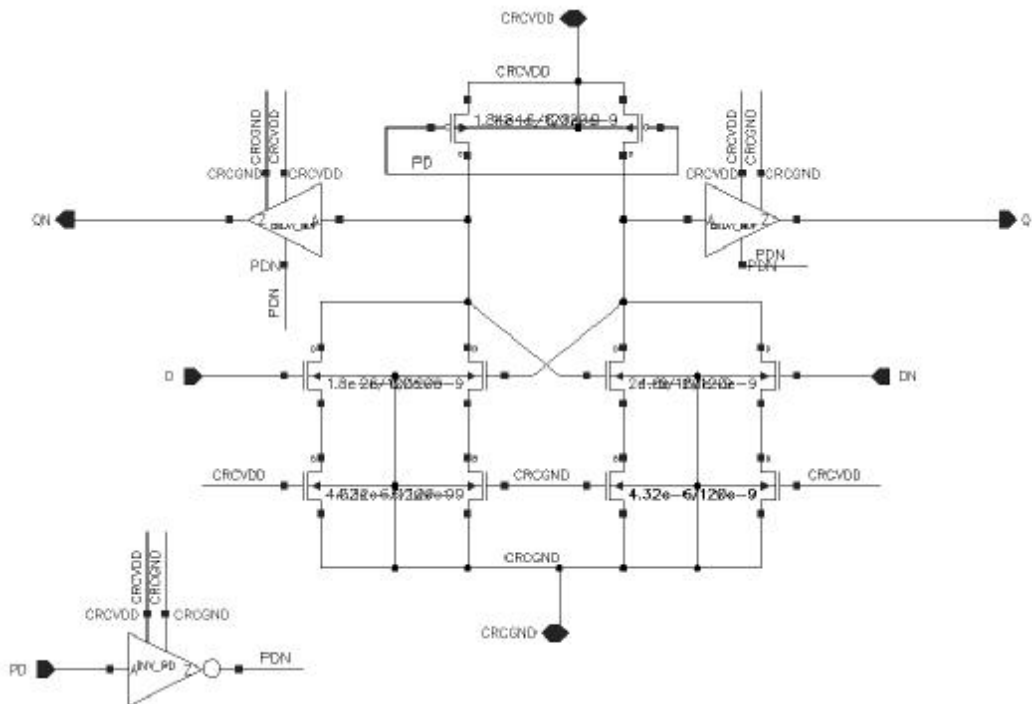 CRCVDD
CRCVDD
PD
CRCGND
CRCVDD
CRCGND
CRCVDD
QN
Z
A
PDN
PDN
CRCVDD
CRCGND
CRCVDD
CRCGND
A
Z
Q
PDN
PDN
D
DN
CRCVDD
CRCGND
CRCVDD
4.32e-6/120e-9
CRCGND
CRCGND
CRCVDD
CRCGND
CRCVDD
CRCGND
PD
A
INV_PD
Z
PDN